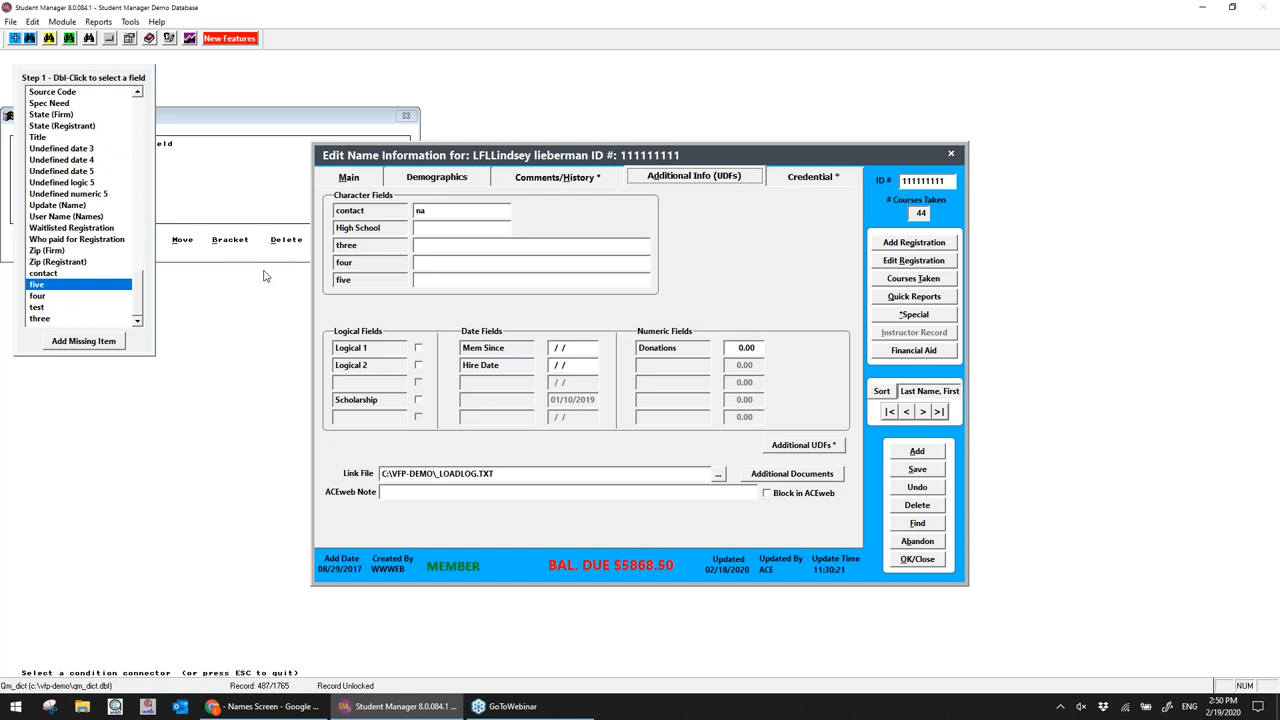 Student Manager 8.0.084.1 - Student Manager Demo Database
File Edit Module Reports Tools Help
New Features
Step 1 - Dbl-Click to select a field
Source Code
Spec Need
State (Firm)
State (Registrant)
Title
Undefined date 3
Undefined date 4
Undefined date 5
Undefined logic 5
Undefined numeric 5
Update (Name)
User Name (Names)
Waitlisted Registration
Who paid for Registration
Zip (Firm)
Zip (Registrant)
contact
five
four
test
three
Add Missing Item
eld
Move Bracket Delete
Edit Name Information for: LFLLindsey lieberman ID #: 111111111
Main Demographics Comments/History * Additional Info (UDFs) Credential *
Character Fields
contact na
High School
three
four
five
Logical Fields Date Fields Numeric Fields
Logical 1 Mem Since / / Donations 0.00
Logical 2 Hire Date / / 0.00
/ / 0.00
Scholarship 01/10/2019 0.00
/ / 0.00
Additional UDFs *
Link File C:\VFP-DEMO\_LOADLOG.TXT ... Additional Documents
ACEweb Note Block in ACEweb
Add Date Created By Updated Updated By Update Time
08/29/2017 WWWEB MEMBER BAL. DUE $5868.50 02/18/2020 ACE 11:30:21
ID # 111111111
# Courses Taken
44
Add Registration
Edit Registration
Courses Taken
Quick Reports
*Special
Instructor Record
Financial Aid
Sort Last Name, First
|< < > >|
Add
Save
Undo
Delete
Find
Abandon
OK/Close
Select a condition connector (or press ESC to quit)
Qm_dict (c:\vfp-demo\qm_dict.dbf) Record: 487/1765 Record Unlocked NUM
- Names Screen - Google ... Student Manager 8.0.084.1 ... GoToWebinar
2:50 PM
2/19/2020